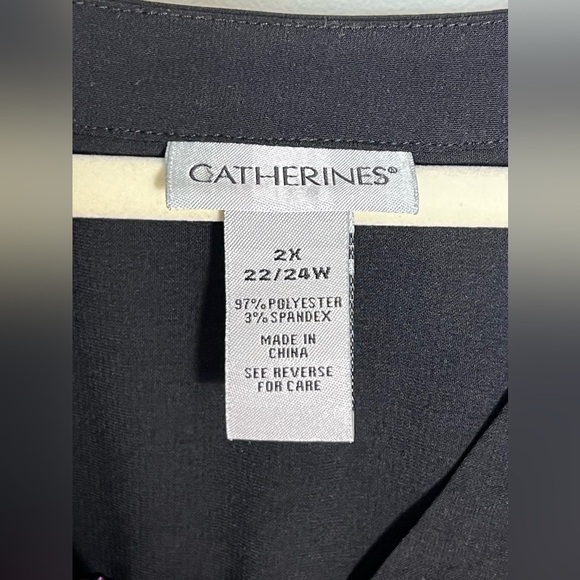 CATHERINES®
2X
22/24W
97% POLYESTER
3% SPANDEX
MADE IN
CHINA
SEE REVERSE
FOR CARE